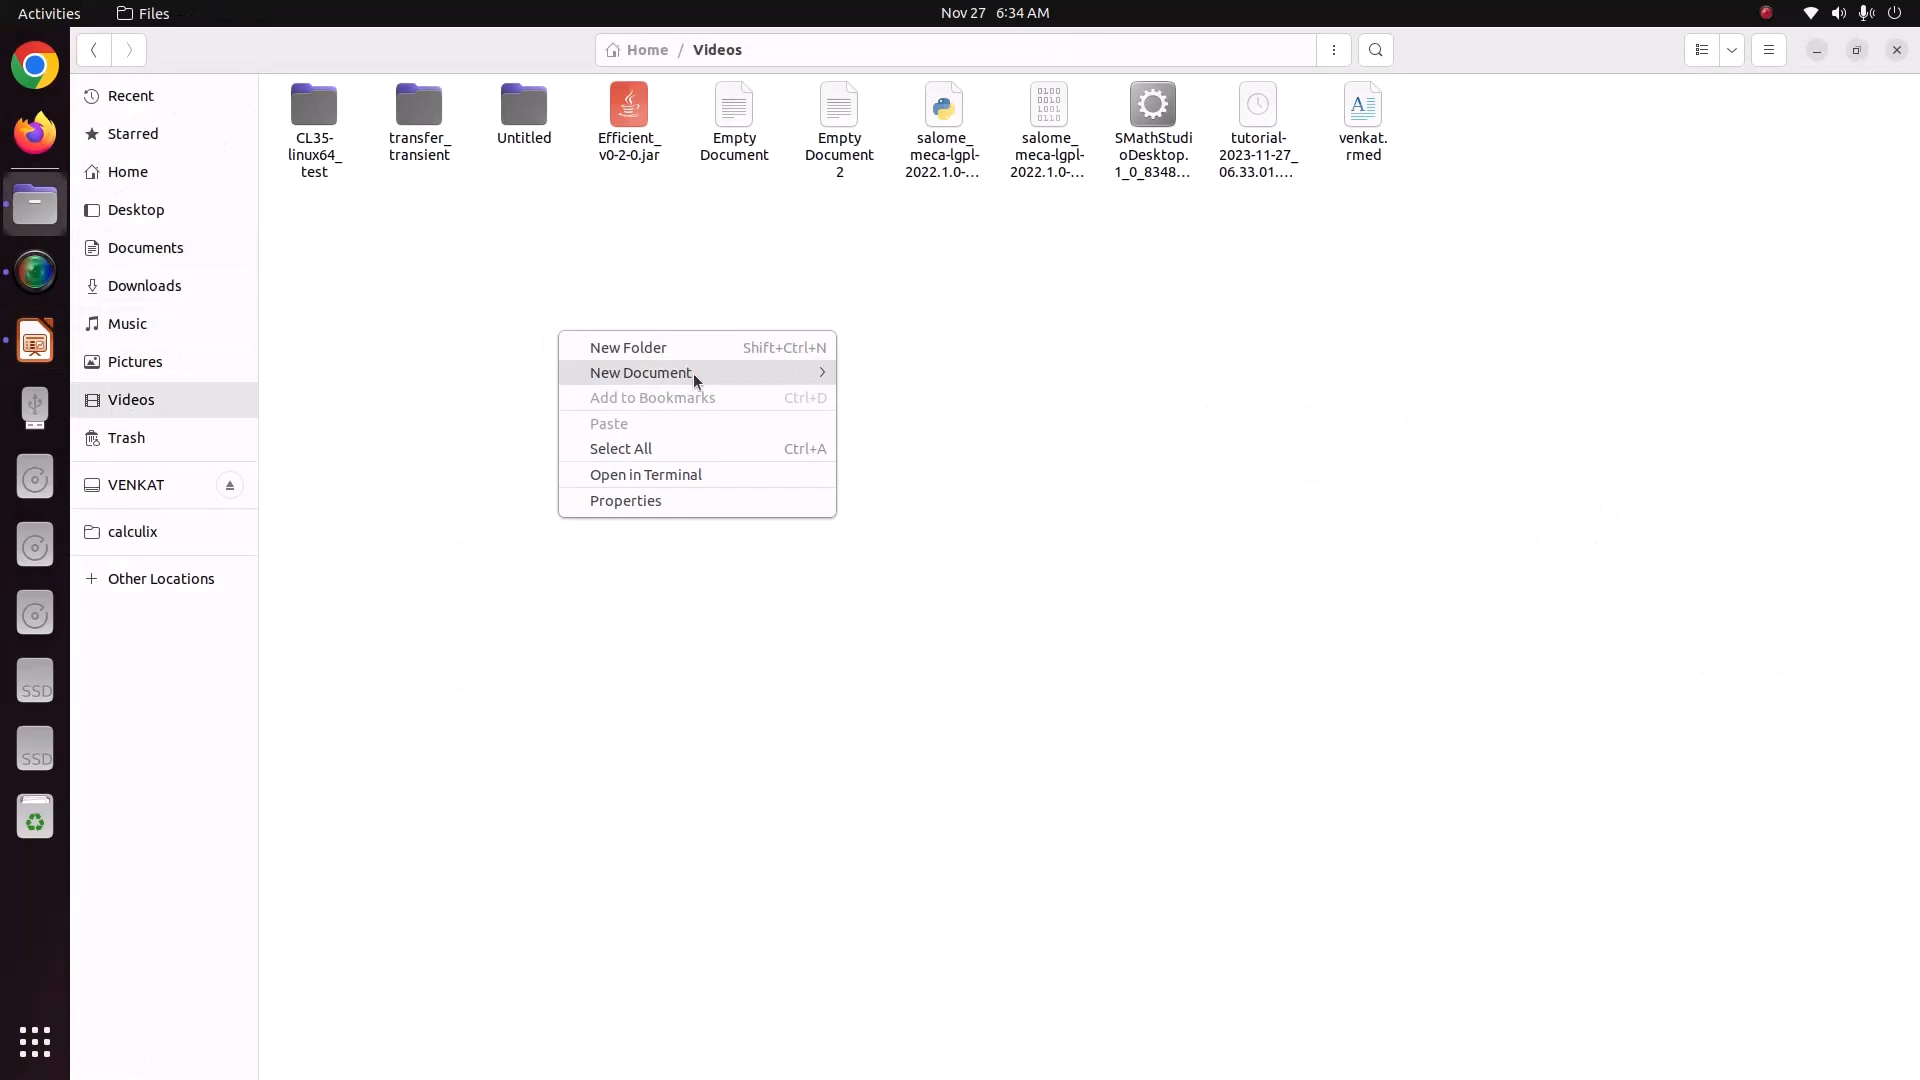 Activities
Files
Nov 27 6:34 AM
Home / Videos
Recent
Starred
Home
Desktop
Documents
Downloads
Music
Pictures
Videos
Trash
VENKAT
calculix
Other Locations
CL35-
linux64_
test
transfer_
transient
Untitled
Efficient_
v0-2-0.jar
Empty
Document
Empty
Document
2
salome_
meca-lgpl-
2022.1.0-...
salome_
meca-lgpl-
2022.1.0-...
SMathStudi
oDesktop.
1_0_8348...
tutorial-
2023-11-27_
06.33.01....
venkat.
rmed
New Folder Shift+Ctrl+N
New Document
Add to Bookmarks Ctrl+D
Paste
Select All Ctrl+A
Open in Terminal
Properties
SSD
SSD